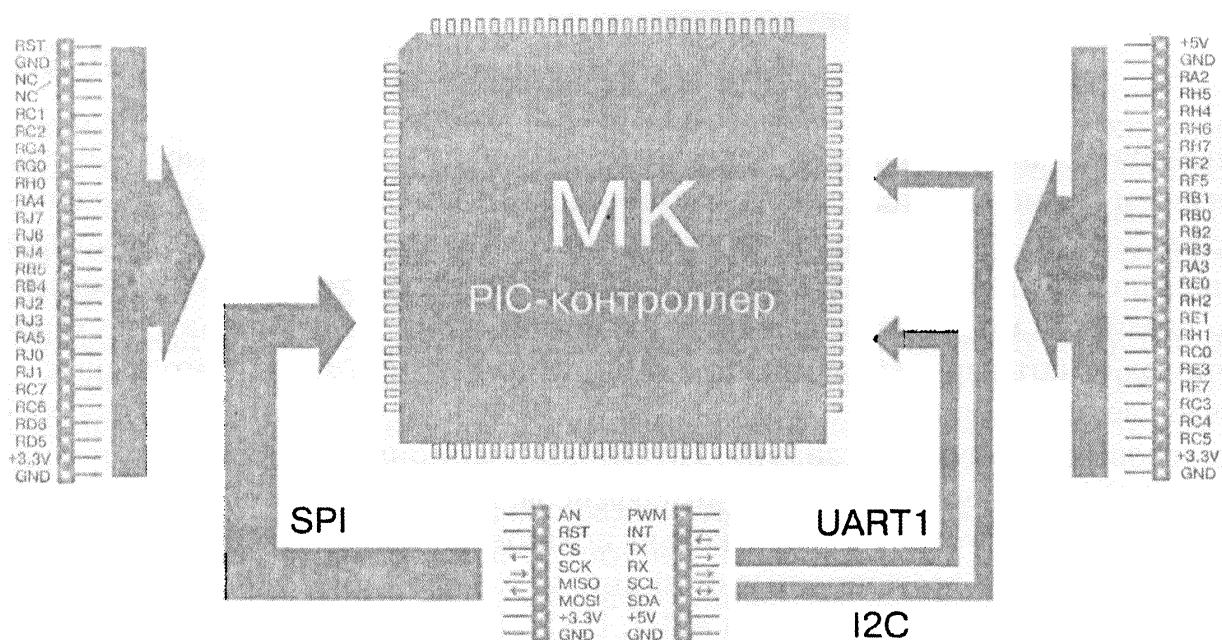 RST
GND
NC
NC
RC1
RC2
RG4
RG0
RH0
RA4
RJ7
RJ6
RJ4
RB5
RB4
RJ2
RJ3
RA5
RJ0
RJ1
RC7
RC6
RD6
RD5
+3.3V
GND
МК
PIC-контроллер
+5V
GND
RA2
RH5
RH4
RH6
RH7
RF2
RF5
RB1
RB0
RB2
RB3
RA3
RE0
RH2
RE1
RH1
RC0
RE3
RF7
RC3
RC4
RC5
+3.3V
GND
SPI
AN PWM
RST INT
CS TX
SCK RX
MISO SCL
MOSI SDA
+3.3V +5V
GND GND
UART1
I2C